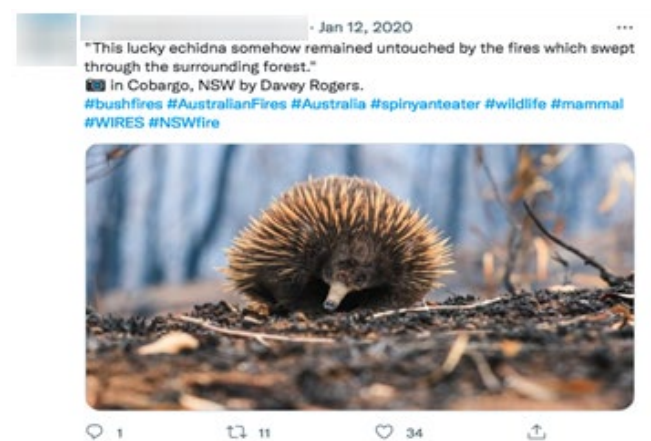 · Jan 12, 2020
"This lucky echidna somehow remained untouched by the fires which swept
through the surrounding forest."
📷 in Cobargo, NSW by Davey Rogers.
#bushfires #AustralianFires #Australia #spinyanteater #wildlife #mammal
#WIRES #NSWfire
1 11 34